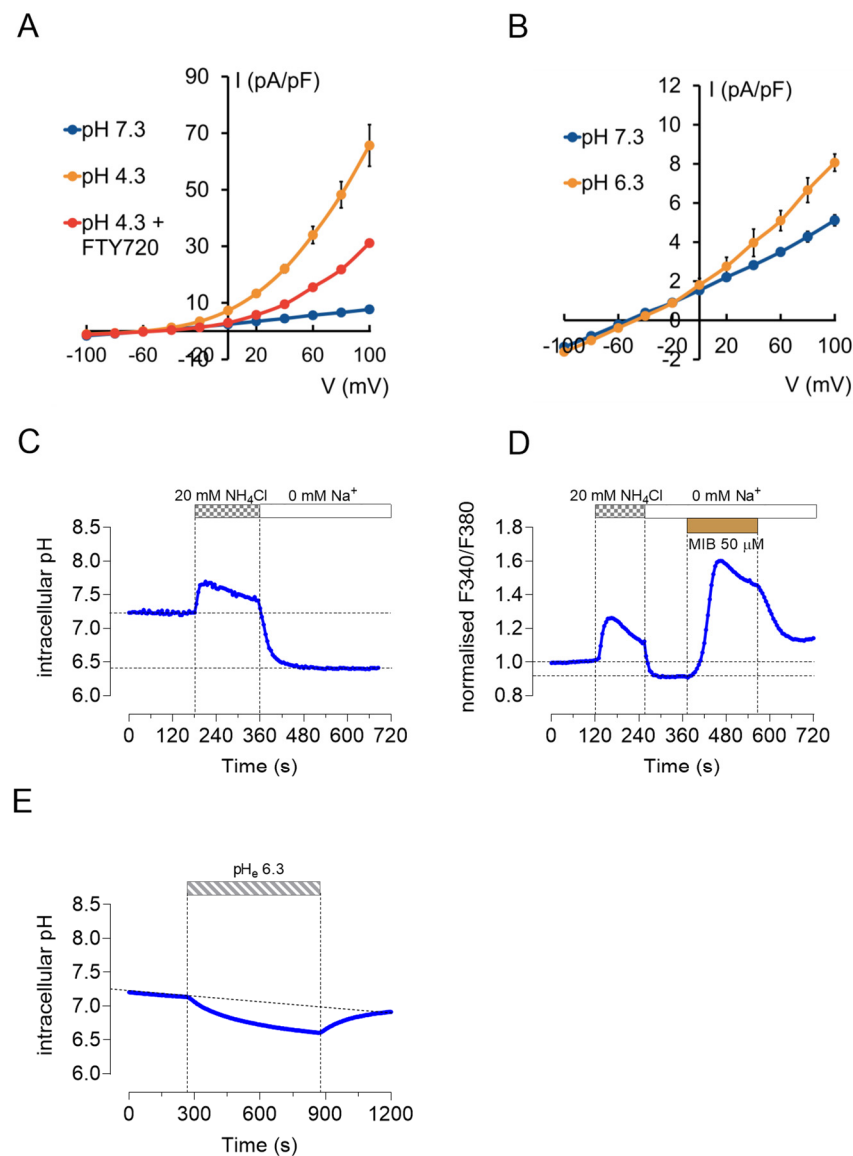 A
I (pA/pF)
90
70
50
30
10
-10
-100
-60
-20
20
60
100
V (mV)
pH 7.3
pH 4.3
pH 4.3 +
FTY720
B
I (pA/pF)
12
10
8
6
4
2
0
-2
-100
-60
-20
20
60
100
V (mV)
pH 7.3
pH 6.3
C
20 mM NH4Cl
0 mM Na+
intracellular pH
8.5
8.0
7.5
7.0
6.5
6.0
0
120
240
360
480
600
720
Time (s)
D
20 mM NH4Cl
0 mM Na+
MIB 50 μM
normalised F340/F380
1.8
1.6
1.4
1.2
1.0
0.8
0
120
240
360
480
600
720
Time (s)
E
pHe 6.3
intracellular pH
8.5
8.0
7.5
7.0
6.5
6.0
0
300
600
900
1200
Time (s)